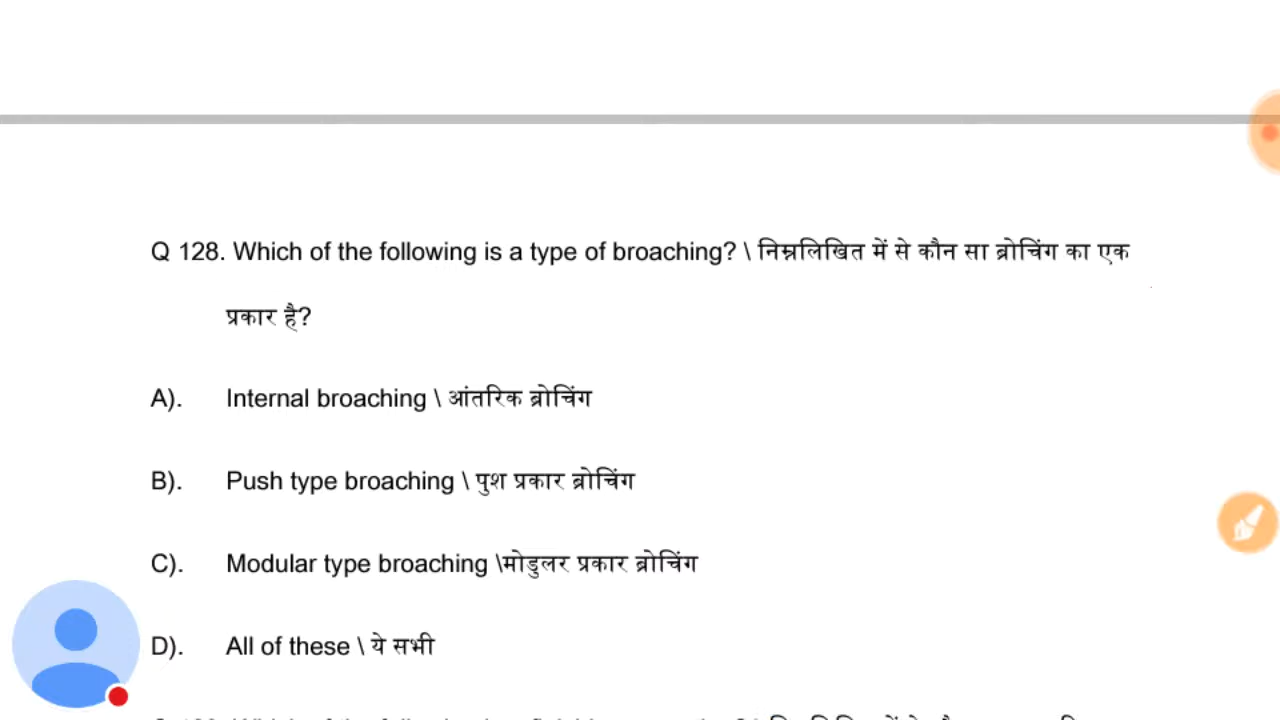 Q 128. Which of the following is a type of broaching? \ निम्नलिखित में से कौन सा ब्रोचिंग का एक
प्रकार है?
A). Internal broaching \ आंतरिक ब्रोचिंग
B). Push type broaching \ पुश प्रकार ब्रोचिंग
C). Modular type broaching \मोडुलर प्रकार ब्रोचिंग
D). All of these \ ये सभी